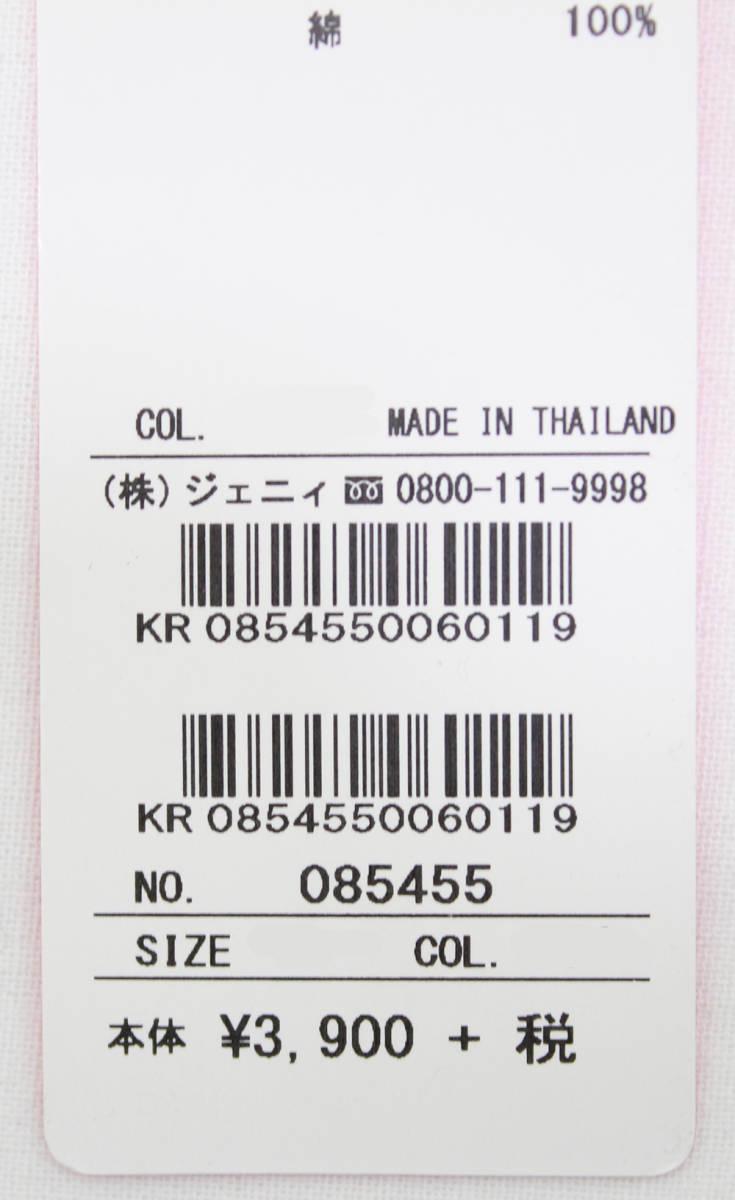 綿 100%
COL. MADE IN THAILAND
(株)ジェニィ 0800-111-9998
KR 0854550060119
KR 0854550060119
NO. 085455
SIZE COL.
本体 ¥3,900 + 税